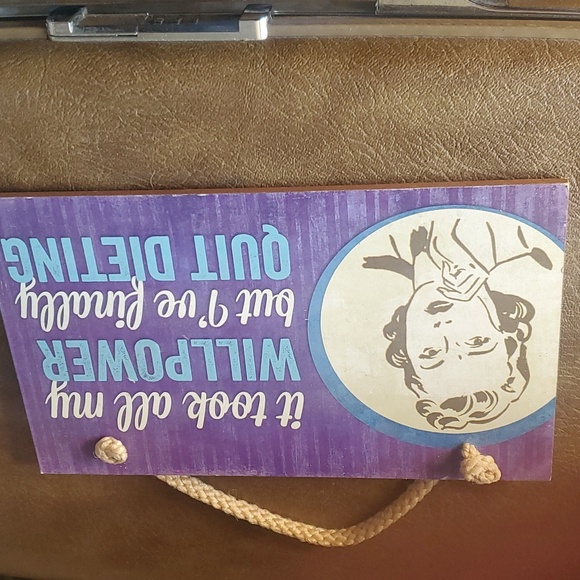 it took all my
WILLPOWER
but I've finally
QUIT DIETING